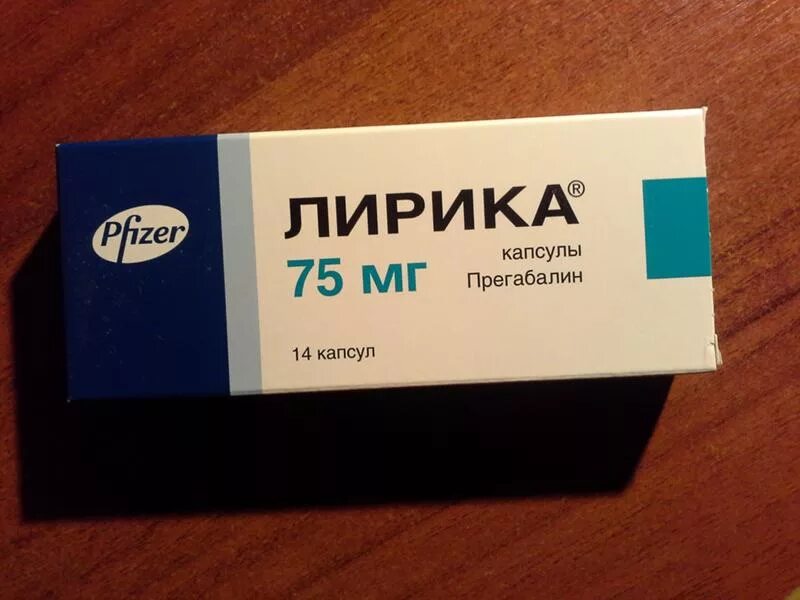 Pfizer
ЛИРИКА®
75 мг
капсулы
Прегабалин
14 капсул